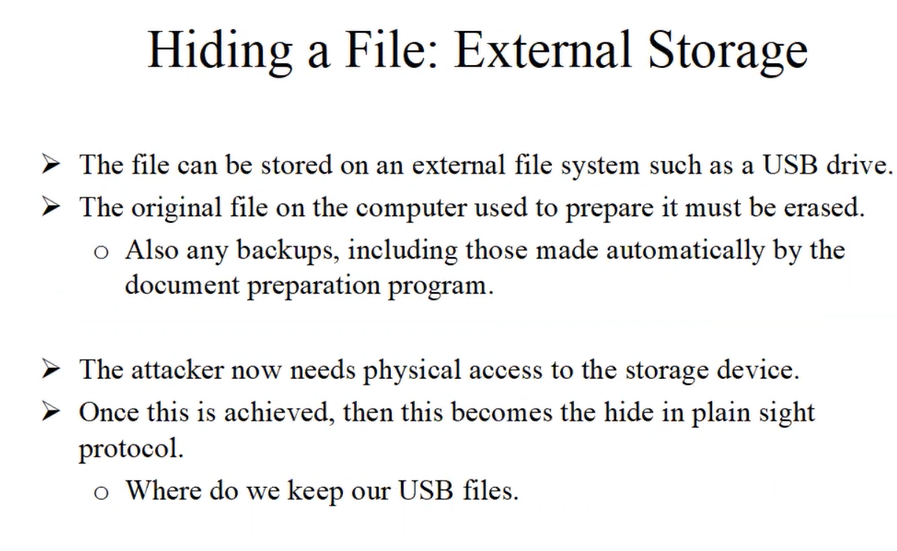 Hiding a File: External Storage
➢ The file can be stored on an external file system such as a USB drive.
➢ The original file on the computer used to prepare it must be erased.
o Also any backups, including those made automatically by the
document preparation program.
➢ The attacker now needs physical access to the storage device.
➢ Once this is achieved, then this becomes the hide in plain sight
protocol.
o Where do we keep our USB files.